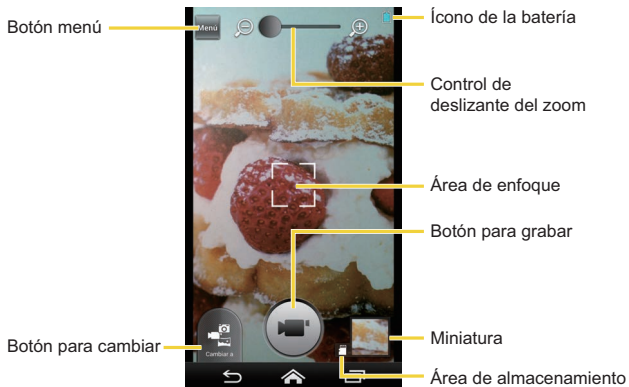 Botón menú
Menú
Ícono de la batería
Control de
deslizante del zoom
Área de enfoque
Botón para grabar
Botón para cambiar
Cambiar a
Miniatura
Área de almacenamiento